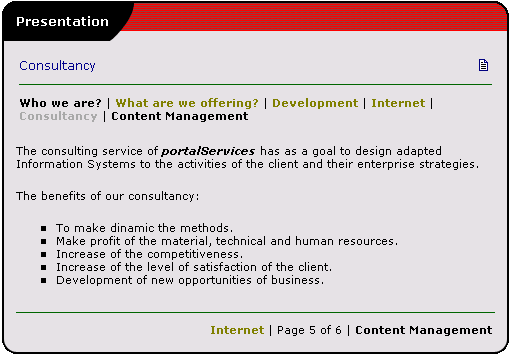 Presentation
Consultancy
Who we are? | What are we offering? | Development | Internet |
Consultancy | Content Management
The consulting service of portalServices has as a goal to design adapted
Information Systems to the activities of the client and their enterprise strategies.
The benefits of our consultancy:
To make dinamic the methods.
Make profit of the material, technical and human resources.
Increase of the competitiveness.
Increase of the level of satisfaction of the client.
Development of new opportunities of business.
Internet | Page 5 of 6 | Content Management